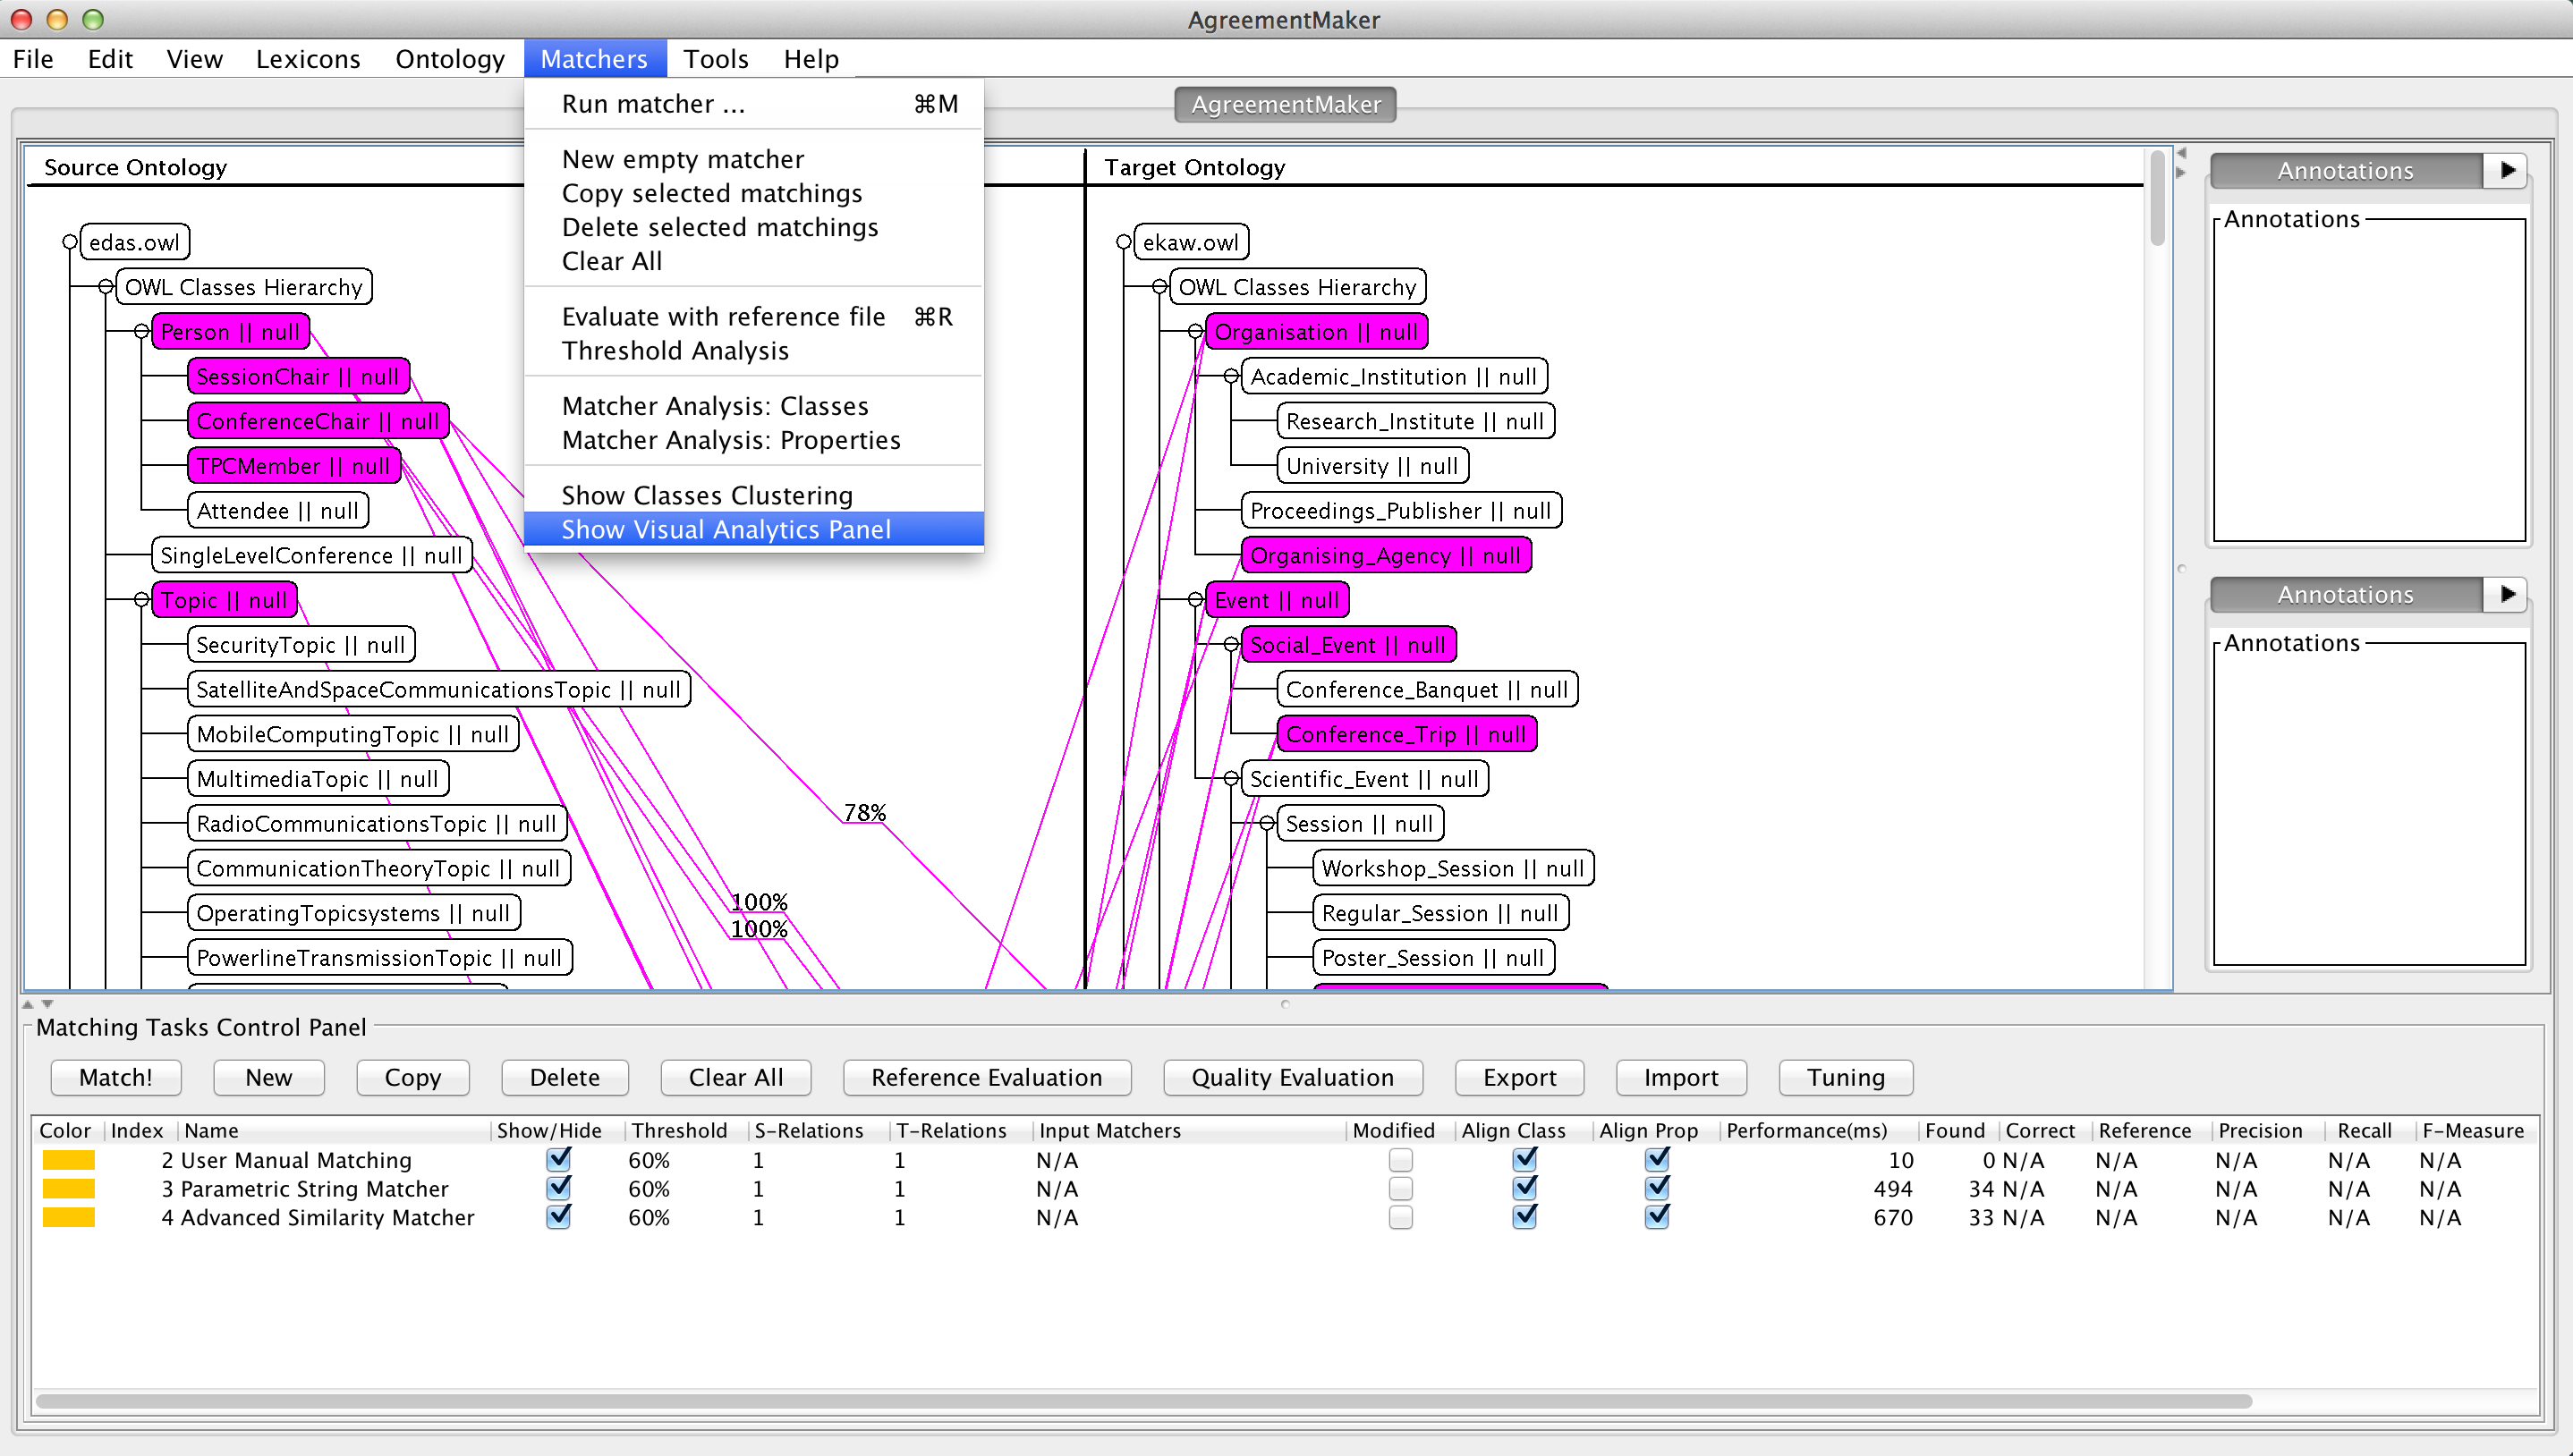 AgreementMaker
File Edit View Lexicons Ontology Matchers Tools Help
AgreementMaker
Run matcher ... ⌘M
New empty matcher
Copy selected matchings
Delete selected matchings
Clear All
Evaluate with reference file ⌘R
Threshold Analysis
Matcher Analysis: Classes
Matcher Analysis: Properties
Show Classes Clustering
Show Visual Analytics Panel
Source Ontology
edas.owl
OWL Classes Hierarchy
Person || null
SessionChair || null
ConferenceChair || null
TPCMember || null
Attendee || null
SingleLevelConference || null
Topic || null
SecurityTopic || null
SatelliteAndSpaceCommunicationsTopic || null
MobileComputingTopic || null
MultimediaTopic || null
RadioCommunicationsTopic || null
CommunicationTheoryTopic || null
OperatingTopicsystems || null
PowerlineTransmissionTopic || null
78%
100%
100%
Target Ontology
ekaw.owl
OWL Classes Hierarchy
Organisation || null
Academic_Institution || null
Research_Institute || null
University || null
Proceedings_Publisher || null
Organising_Agency || null
Event || null
Social_Event || null
Conference_Banquet || null
Conference_Trip || null
Scientific_Event || null
Session || null
Workshop_Session || null
Regular_Session || null
Poster_Session || null
Annotations
Annotations
Annotations
Annotations
Matching Tasks Control Panel
Match! New Copy Delete Clear All Reference Evaluation Quality Evaluation Export Import Tuning
Color Index Name Show/Hide Threshold S-Relations T-Relations Input Matchers Modified Align Class Align Prop Performance(ms) Found Correct Reference Precision Recall F-Measure
2 User Manual Matching 60% 1 1 N/A 10 0 N/A N/A N/A N/A N/A
3 Parametric String Matcher 60% 1 1 N/A 494 34 N/A N/A N/A N/A N/A
4 Advanced Similarity Matcher 60% 1 1 N/A 670 33 N/A N/A N/A N/A N/A